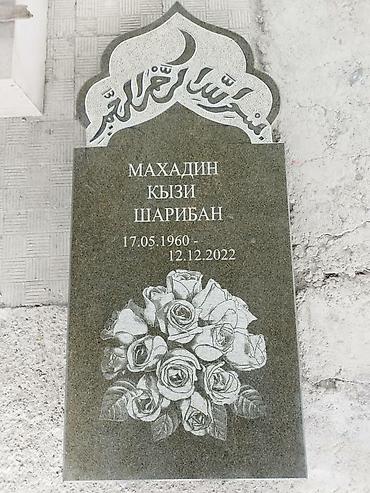 بسم الله الرحمن الرحيم
МАХАДИН
КЫЗИ
ШАРИБАН
17.05.1960 -
12.12.2022